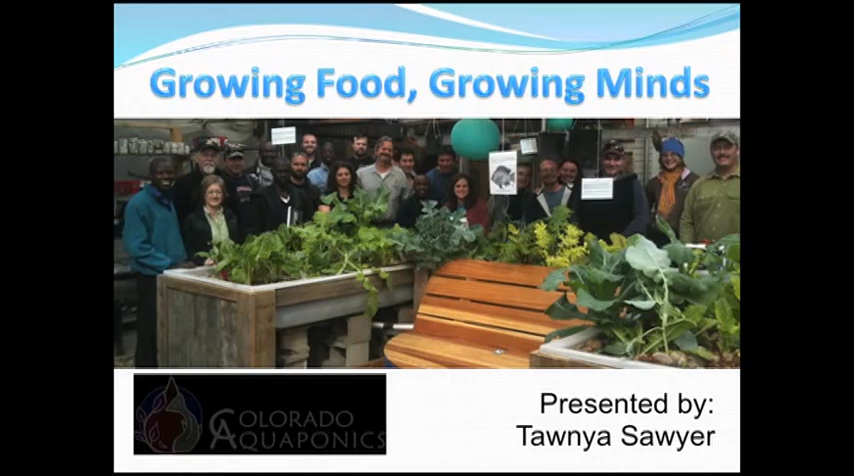 Growing Food, Growing Minds
COLORADO
AQUAPONICS
Presented by:
Tawnya Sawyer